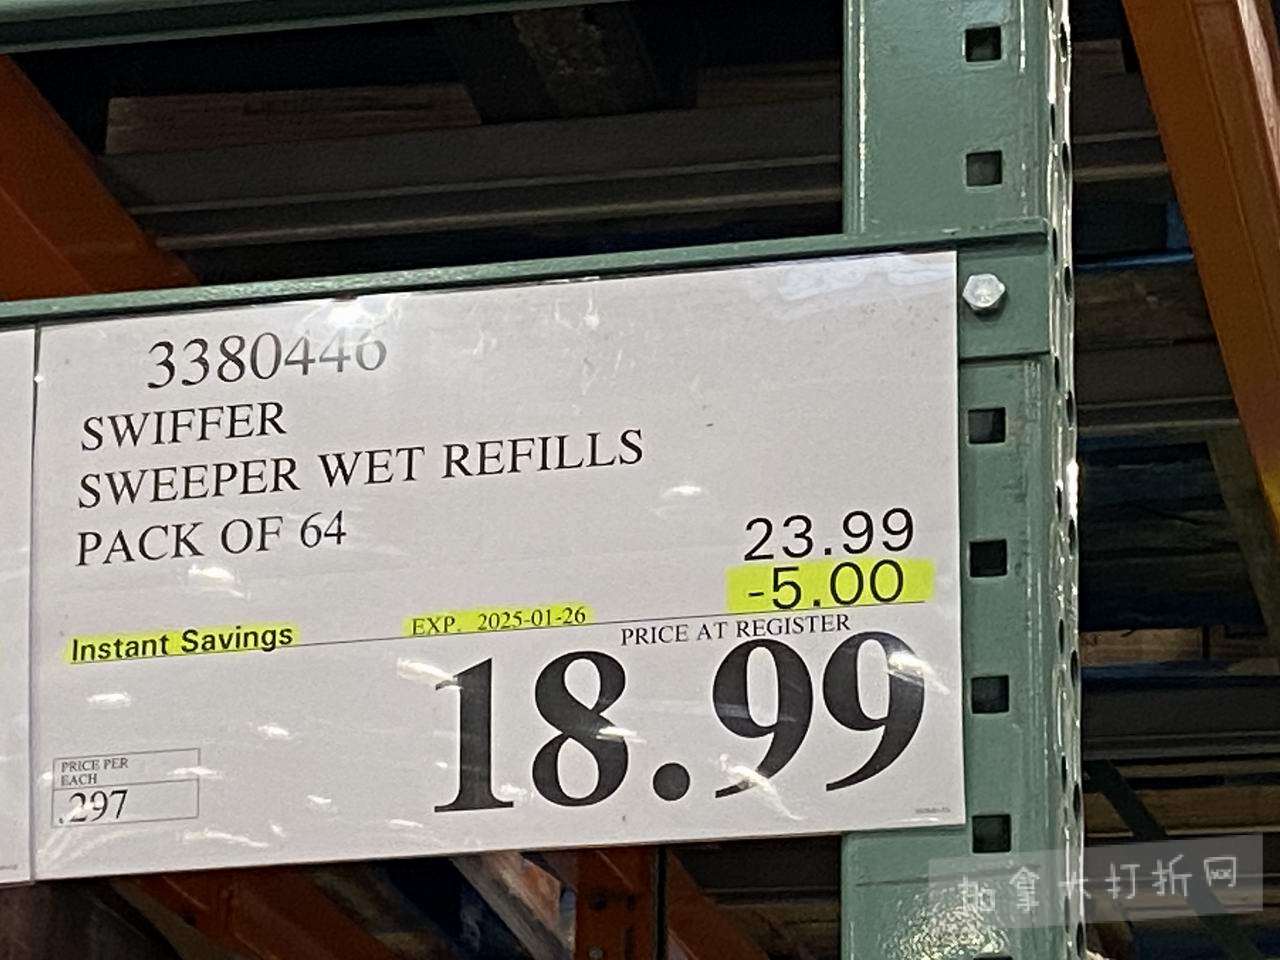 3380446
SWIFFER
SWEEPER WET REFILLS
PACK OF 64
23.99
-5.00
Instant Savings
EXP. 2025-01-26
PRICE AT REGISTER
18.99
PRICE PER
EACH
.297
加拿大打折网